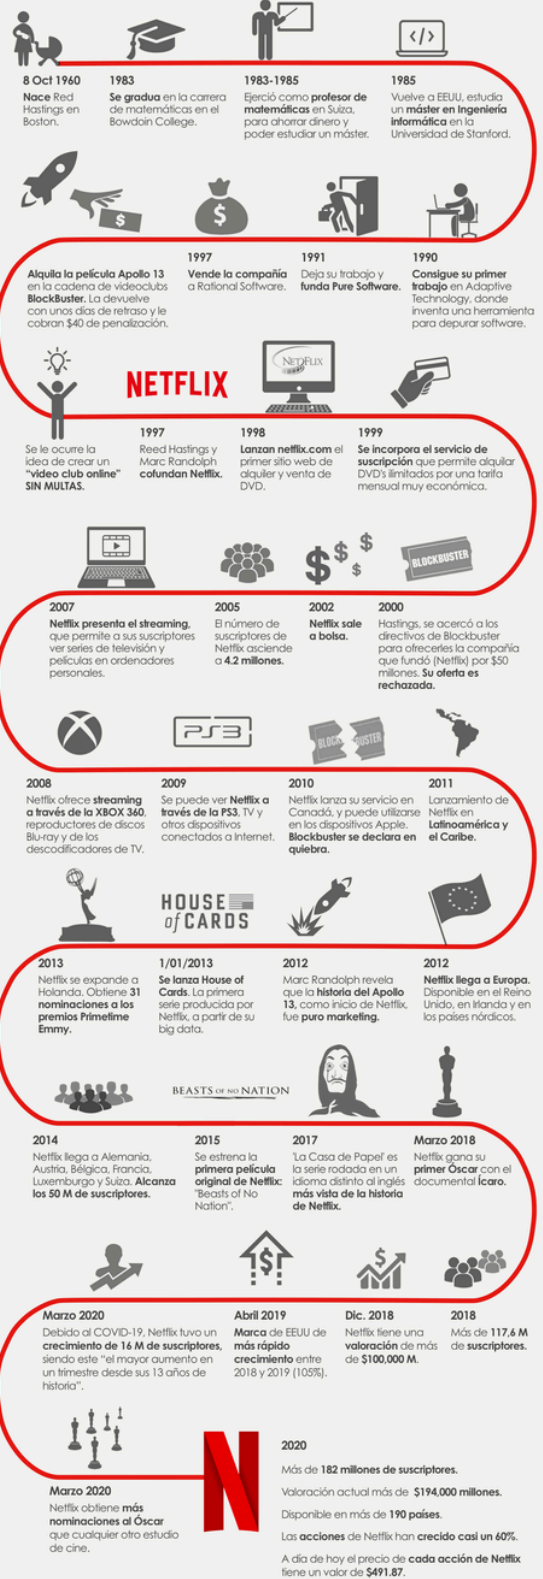 8 Oct 1960
Nace Red
Hastings en
Boston.
1983
Se gradua en la carrera
de matemáticas en el
Bowdoin College.
1983-1985
Ejerció como profesor de
matemáticas en Suiza,
para ahorrar dinero y
poder estudiar un máster.
</>
1985
Vuelve a EEUU, estudia
un máster en Ingeniería
informática en la
Universidad de Stanford.
1990
Consigue su primer
trabajo en Adaptive
Technology, donde
inventa una herramienta
para depurar software.
1991
Deja su trabajo y
funda Pure Software.
$
1997
Vende la compañía
a Rational Software.
$
Alquila la película Apollo 13
en la cadena de videoclubs
BlockBuster. La devuelve
con unos días de retraso y le
cobran $40 de penalización.
Se le ocurre la
idea de crear un
"video club online"
SIN MULTAS.
NETFLIX
1997
Reed Hastings y
Marc Randolph
cofundan Netflix.
NETFLIX
1998
Lanzan netflix.com el
primer sitio web de
alquiler y venta de
DVD.
1999
Se incorpora el servicio de
suscripción que permite alquilar
DVD's ilimitados por una tarifa
mensual muy económica.
BLOCKBUSTER
2000
Hastings, se acercó a los
directivos de Blockbuster
para ofrecerles la compañía
que fundó (Netflix) por $50
millones. Su oferta es
rechazada.
$ $ $ $
2002
Netflix sale
a bolsa.
2005
El número de
suscriptores de
Netflix asciende
a 4.2 millones.
2007
Netflix presenta el streaming,
que permite a sus suscriptores
ver series de televisión y
películas en ordenadores
personales.
2008
Netflix ofrece streaming
a través de la XBOX 360,
reproductores de discos
Blu-ray y de los
descodificadores de TV.
PS3
2009
Se puede ver Netflix a
través de la PS3, TV y
otros dispositivos
conectados a Internet.
BLOCKBUSTER
2010
Netflix lanza su servicio en
Canadá, y puede utilizarse
en los dispositivos Apple.
Blockbuster se declara en
quiebra.
2011
Lanzamiento de
Netflix en
Latinoamérica y
el Caribe.
2012
Netflix llega a Europa.
Disponible en el Reino
Unido, en Irlanda y en
los países nórdicos.
2012
Marc Randolph revela
que la historia del Apollo
13, como inicio de Netflix,
fue puro marketing.
HOUSE
of CARDS
1/01/2013
Se lanza House of
Cards. La primera
serie producida por
Netflix, a partir de su
big data.
2013
Netflix se expande a
Holanda. Obtiene 31
nominaciones a los
premios Primetime
Emmy.
2014
Netflix llega a Alemania,
Austria, Bélgica, Francia,
Luxemburgo y Suiza. Alcanza
los 50 M de suscriptores.
BEASTS OF NO NATION
2015
Se estrena la
primera película
original de Netflix:
"Beasts of No
Nation".
2017
'La Casa de Papel' es
la serie rodada en un
idioma distinto al inglés
más vista de la historia
de Netflix.
Marzo 2018
Netflix gana su
primer Óscar con el
documental Ícaro.
2018
Más de 117,6 M
de suscriptores.
$
Dic. 2018
Netflix tiene una
valoración de más
de $100,000 M.
$
Abril 2019
Marca de EEUU de
más rápido
crecimiento entre
2018 y 2019 (105%).
Marzo 2020
Debido al COVID-19, Netflix tuvo un
crecimiento de 16 M de suscriptores,
siendo este "el mayor aumento en
un trimestre desde sus 13 años de
historia".
Marzo 2020
Netflix obtiene más
nominaciones al Óscar
que cualquier otro estudio
de cine.
N
2020
Más de 182 millones de suscriptores.
Valoración actual más de $194,000 millones.
Disponible en más de 190 países.
Las acciones de Netflix han crecido casi un 60%.
A día de hoy el precio de cada acción de Netflix
tiene un valor de $491.87.